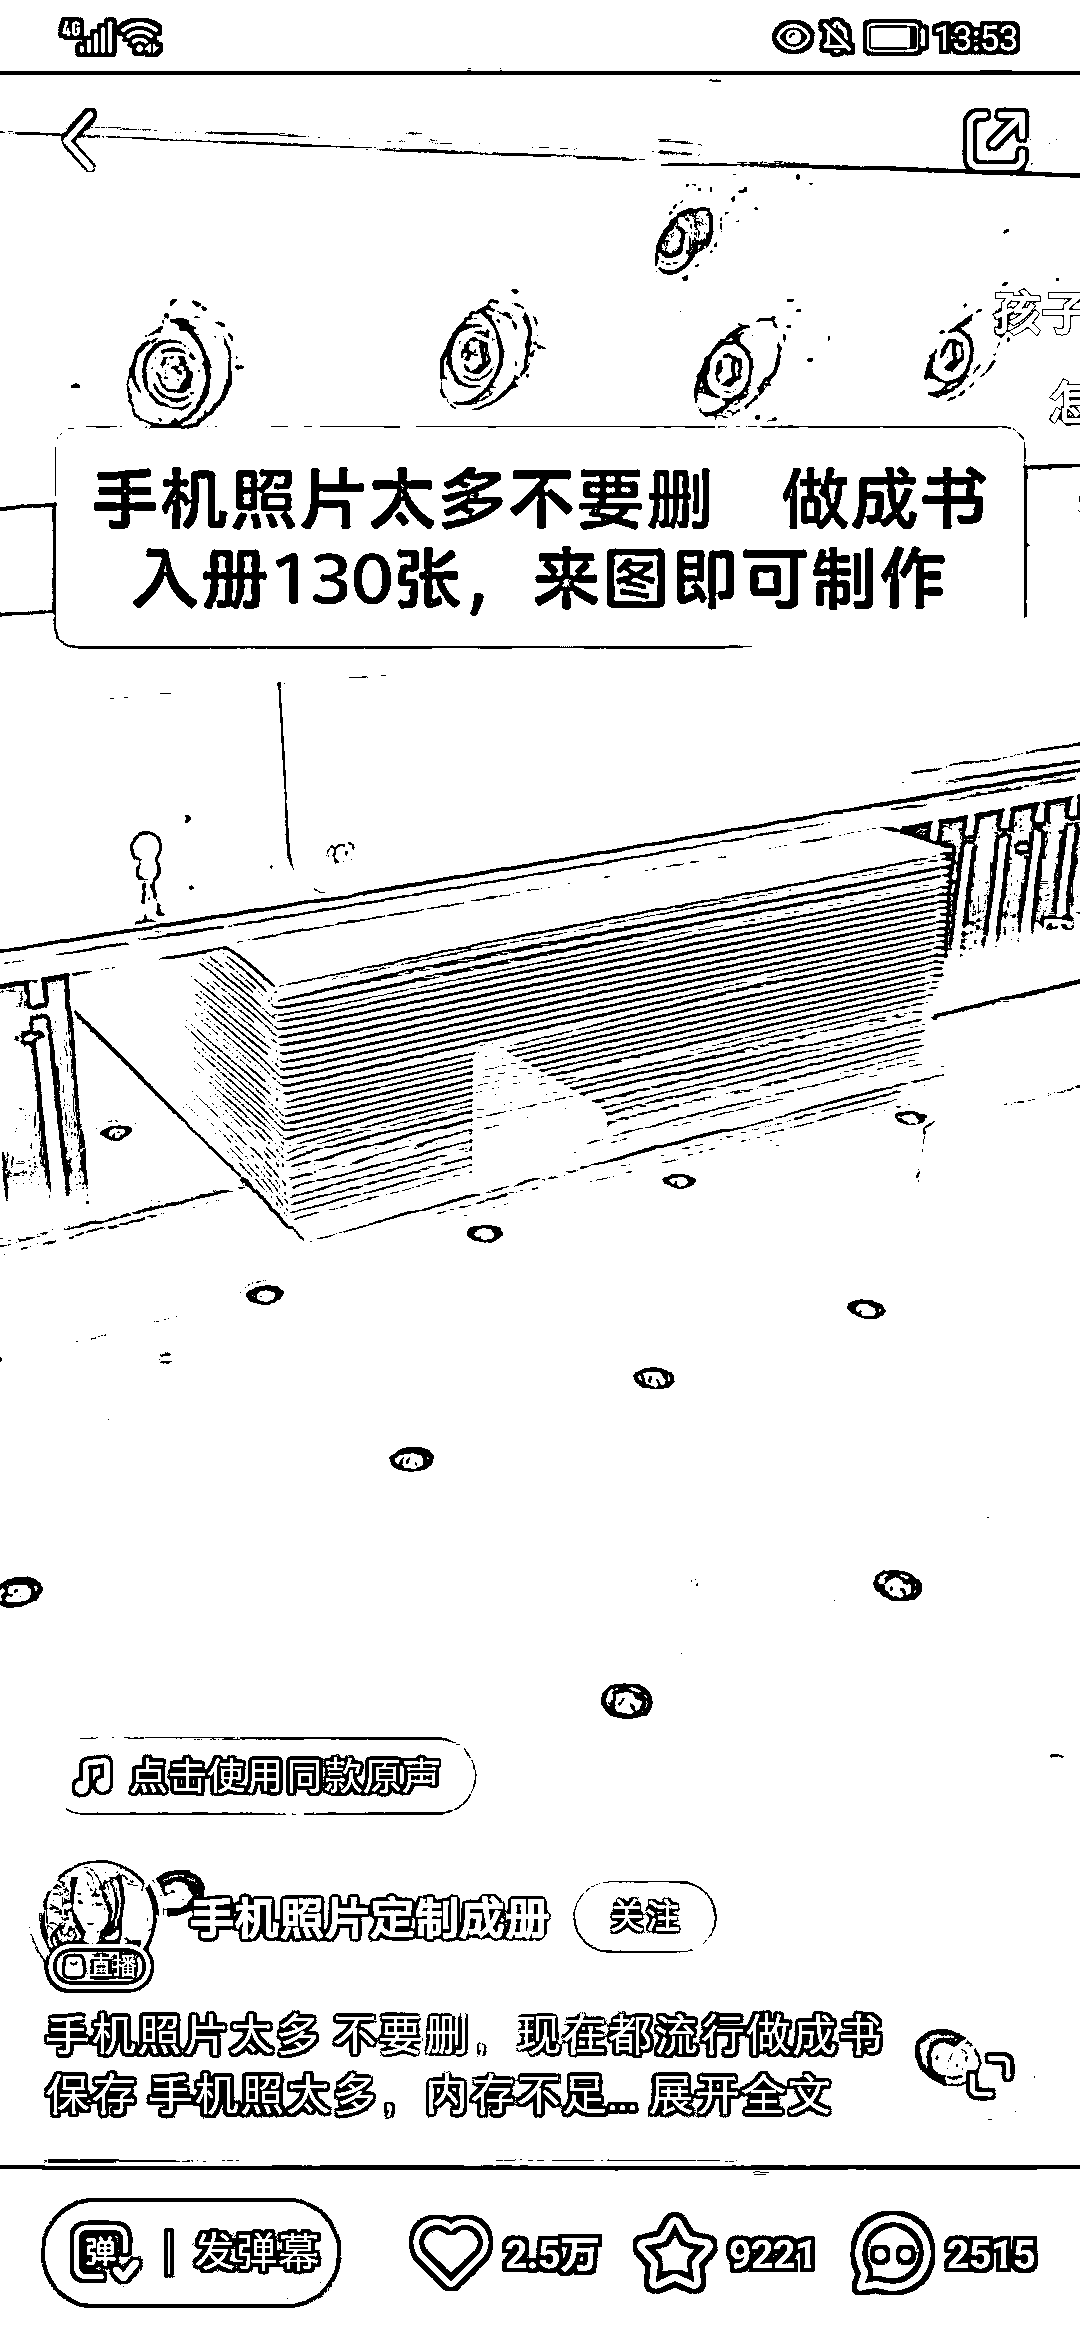 4G
13:53
孩子
手机照片太多不要删 做成书
入册130张，来图即可制作
点击使用同款原声
手机照片定制成册
关注
直播
手机照片太多 不要删。现在都流行做成书
保存 手机照太多，内存不足... 展开全文
弹
发弹幕
2.5万
9221
2515